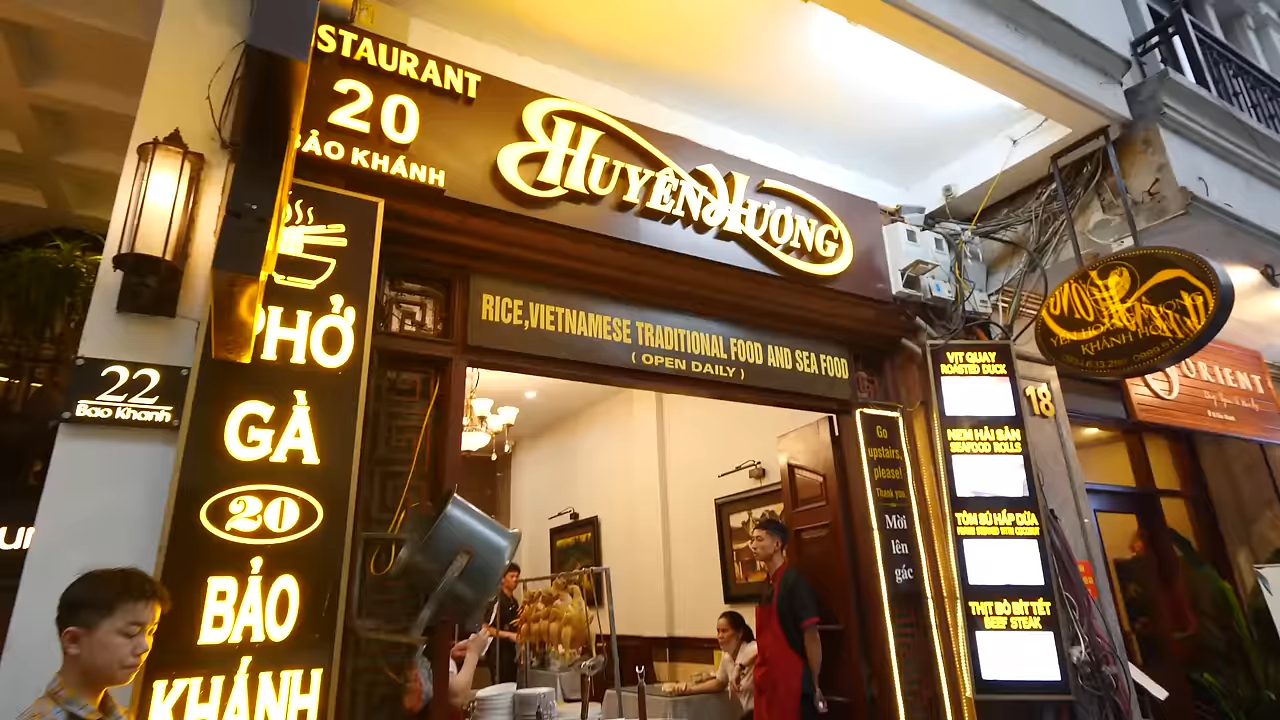 STAURANT
20
BẢO KHÁNH
HUYỀN HƯƠNG
RICE,VIETNAMESE TRADITIONAL FOOD AND SEA FOOD
( OPEN DAILY )
PHỞ
GÀ
20
BẢO
KHÁNH
22
Bao Khanh
Go
upstairs,
please!
Thank you
Mời
lên
gác
VỊT QUAY
ROASTED DUCK
NEM HẢI SẢN
SEAFOOD ROLLS
TÔM SÚ HẤP DỪA
THỊT BÒ BÍT TẾT
BEEF STEAK
18
KHÁNH PHONG
ORIENT